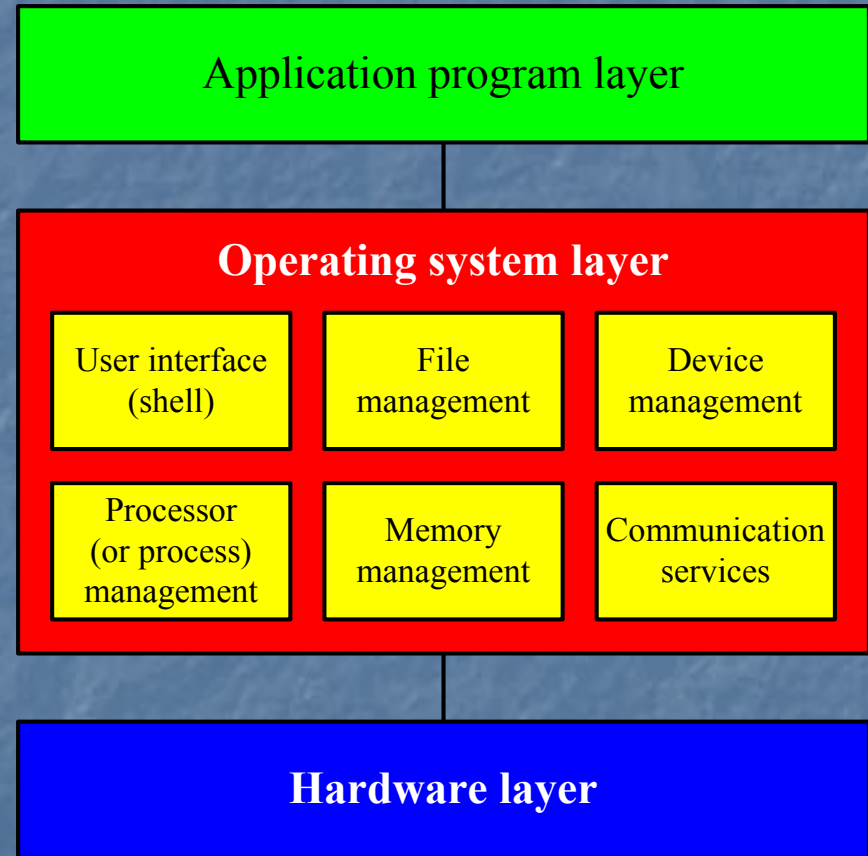 Application program layer
Operating system layer
User interface
(shell)
File
management
Device
management
Processor
(or process)
management
Memory
management
Communication
services
Hardware layer